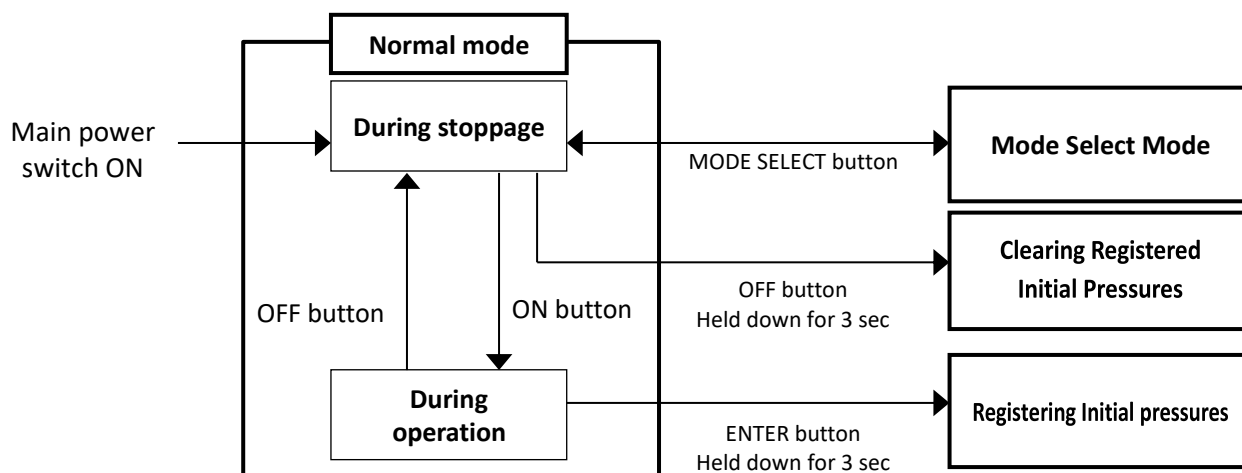 Normal mode
Main power
switch ON
During stoppage
MODE SELECT button
Mode Select Mode
OFF button
ON button
OFF button
Held down for 3 sec
Clearing Registered
Initial Pressures
During
operation
ENTER button
Held down for 3 sec
Registering Initial pressures